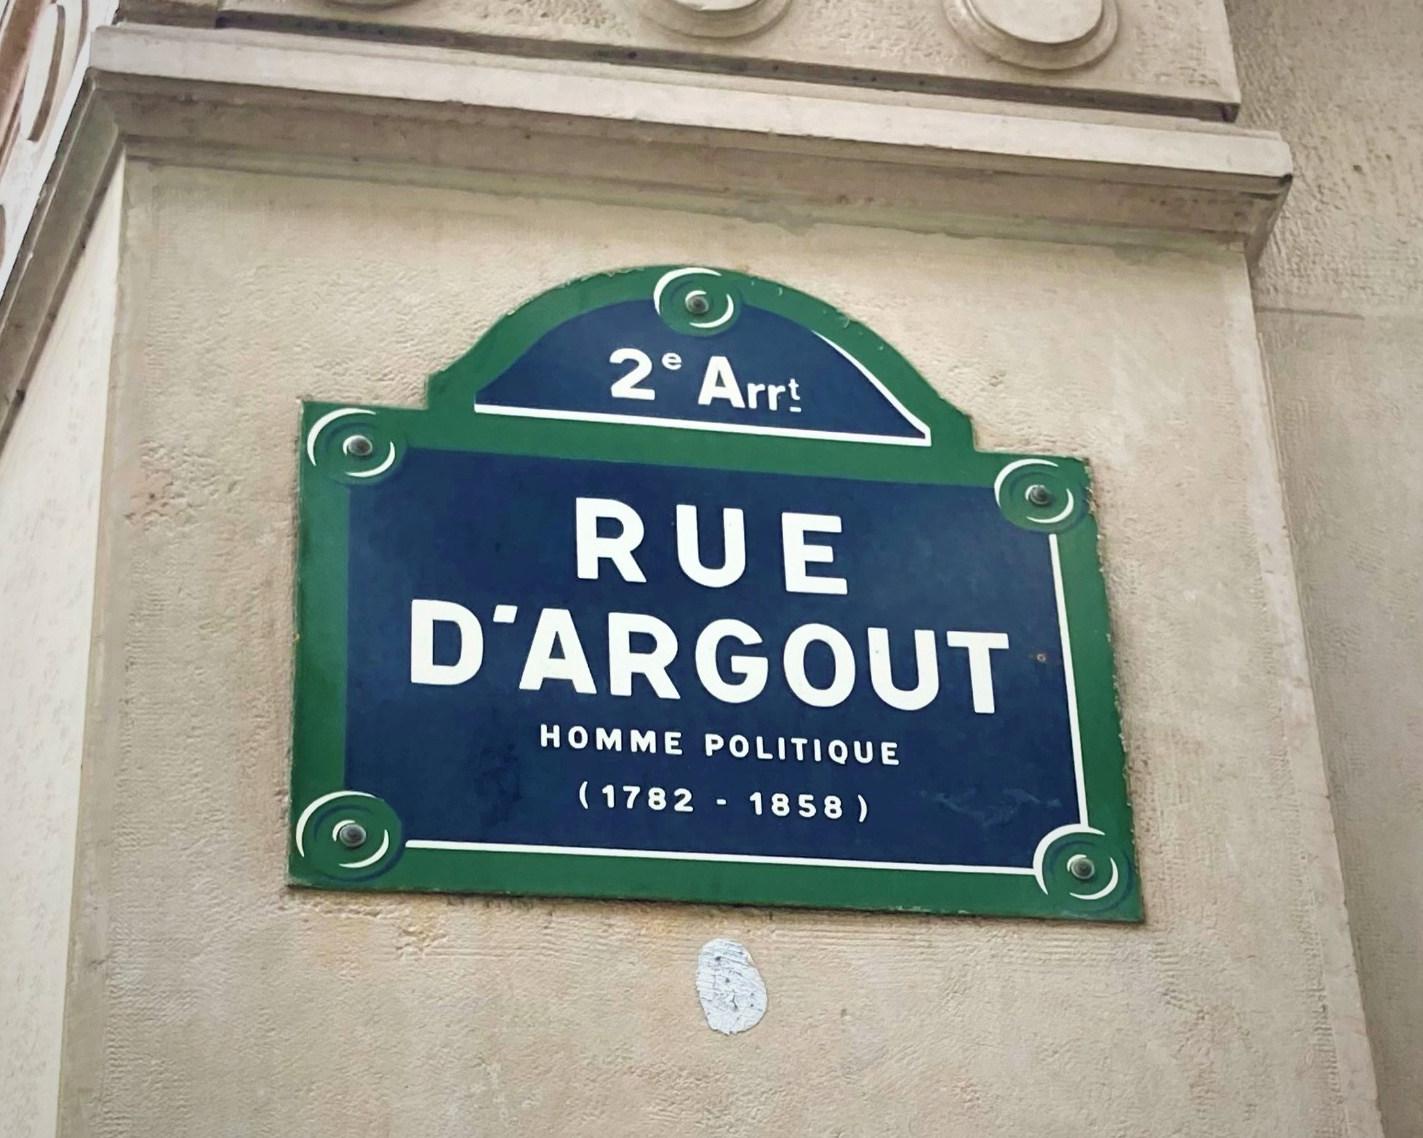 2e Arrt
RUE
D'ARGOUT
HOMME POLITIQUE
(1782 - 1858)